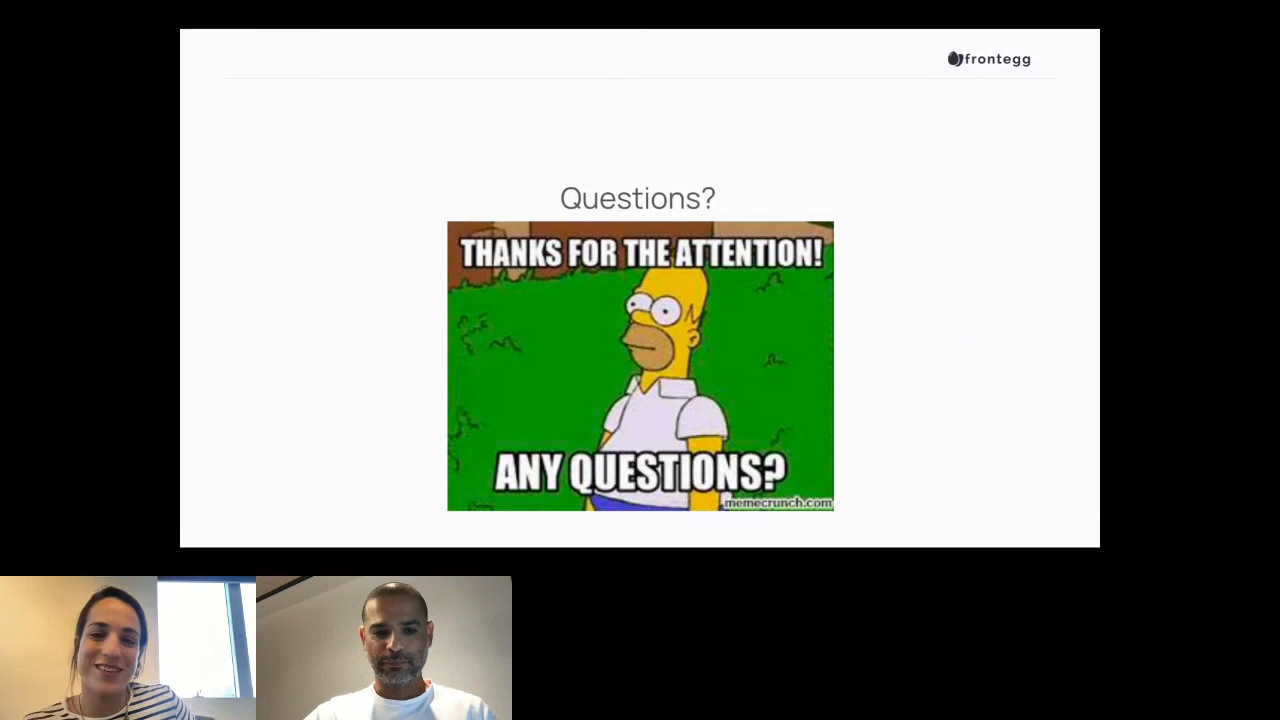 frontegg
Questions?
THANKS FOR THE ATTENTION!
ANY QUESTIONS?
memecrunch.com